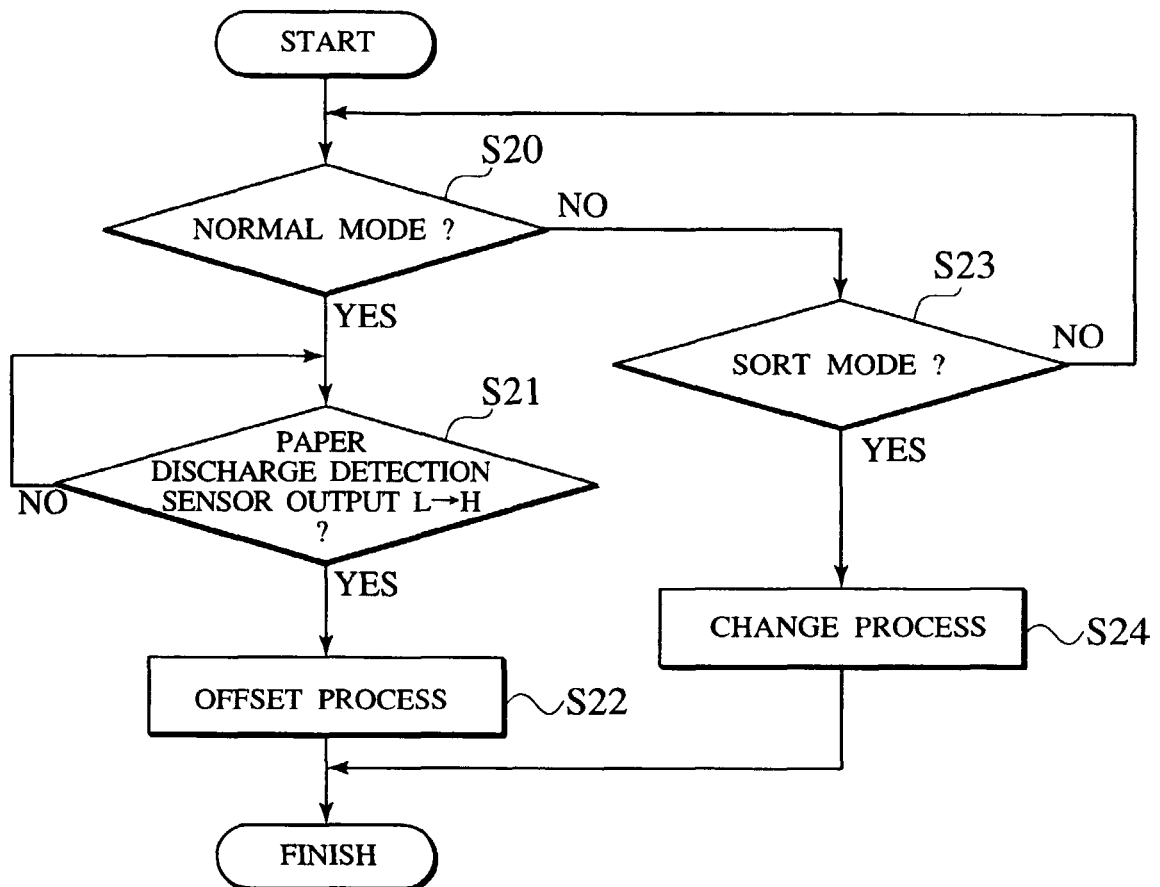 START
S20
NORMAL MODE ?
NO
YES
S23
SORT MODE ?
NO
YES
S21
PAPER
DISCHARGE DETECTION
SENSOR OUTPUT L→H
?
NO
YES
CHANGE PROCESS
S24
OFFSET PROCESS
S22
FINISH